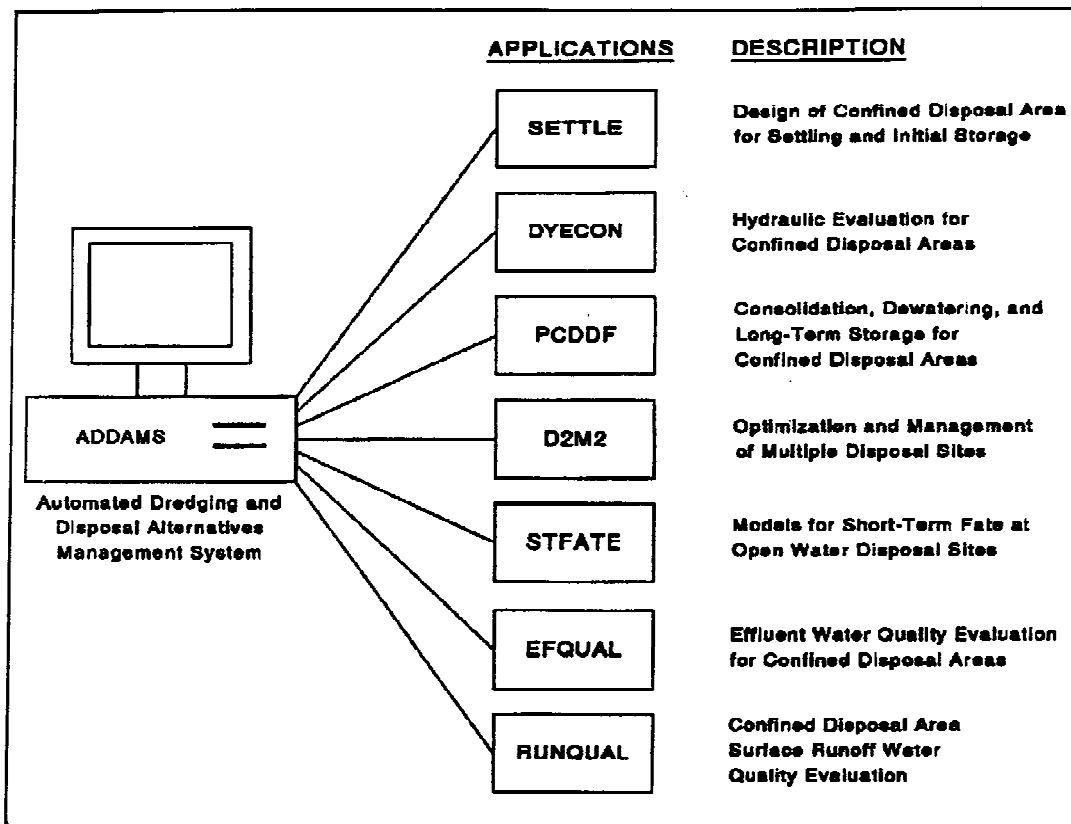 APPLICATIONS DESCRIPTION
SETTLE
Design of Confined Disposal Area
for Settling and Initial Storage
DYECON
Hydraulic Evaluation for
Confined Disposal Areas
PCDDF
Consolidation, Dewatering, and
Long-Term Storage for
Confined Disposal Areas
ADDAMS
Automated Dredging and
Disposal Alternatives
Management System
D2M2
Optimization and Management
of Multiple Disposal Sites
STFATE
Models for Short-Term Fate at
Open Water Disposal Sites
EFQUAL
Effluent Water Quality Evaluation
for Confined Disposal Areas
RUNQUAL
Confined Disposal Area
Surface Runoff Water
Quality Evaluation